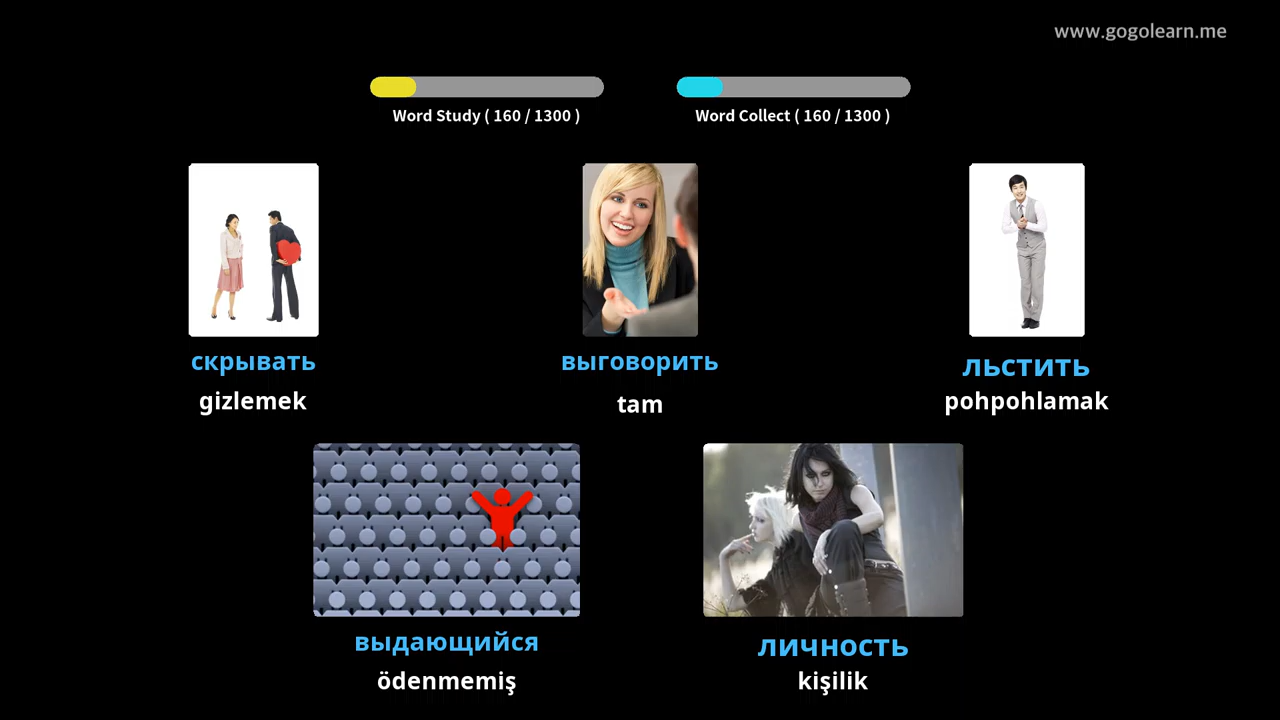 www.gogolearn.me
Word Study ( 160 / 1300 )
Word Collect ( 160 / 1300 )
скрывать
gizlemek
выговорить
tam
льстить
pohpohlamak
выдающийся
ödenmemiş
личность
kişilik